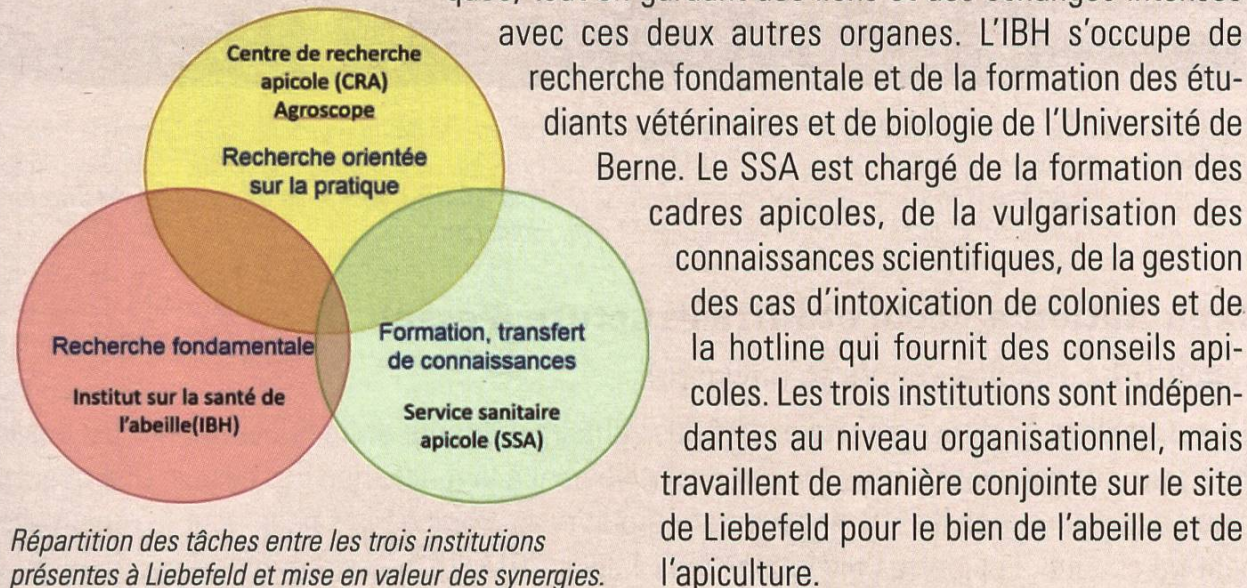 avec ces deux autres organes. L'IBH s'occupe de
recherche fondamentale et de la formation des étu-
diants vétérinaires et de biologie de l'Université de
Berne. Le SSA est chargé de la formation des
cadres apicoles, de la vulgarisation des
connaissances scientifiques, de la gestion
des cas d'intoxication de colonies et de
la hotline qui fournit des conseils api-
coles. Les trois institutions sont indépen-
dantes au niveau organisationnel, mais
travaillent de manière conjointe sur le site
de Liebefeld pour le bien de l'abeille et de
l'apiculture.
Centre de recherche
apicole (CRA)
Agroscope
Recherche orientée
sur la pratique
Recherche fondamentale
Institut sur la santé de
l'abeille(IBH)
Formation, transfert
de connaissances
Service sanitaire
apicole (SSA)
Répartition des tâches entre les trois institutions
présentes à Liebefeld et mise en valeur des synergies.